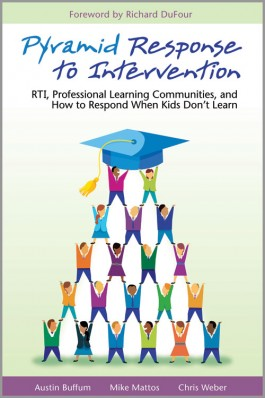 Foreword by Richard DuFour
Pyramid Response
to Intervention
RTI, Professional Learning Communities, and
How to Respond When Kids Don't Learn
Austin Buffum Mike Mattos Chris Weber